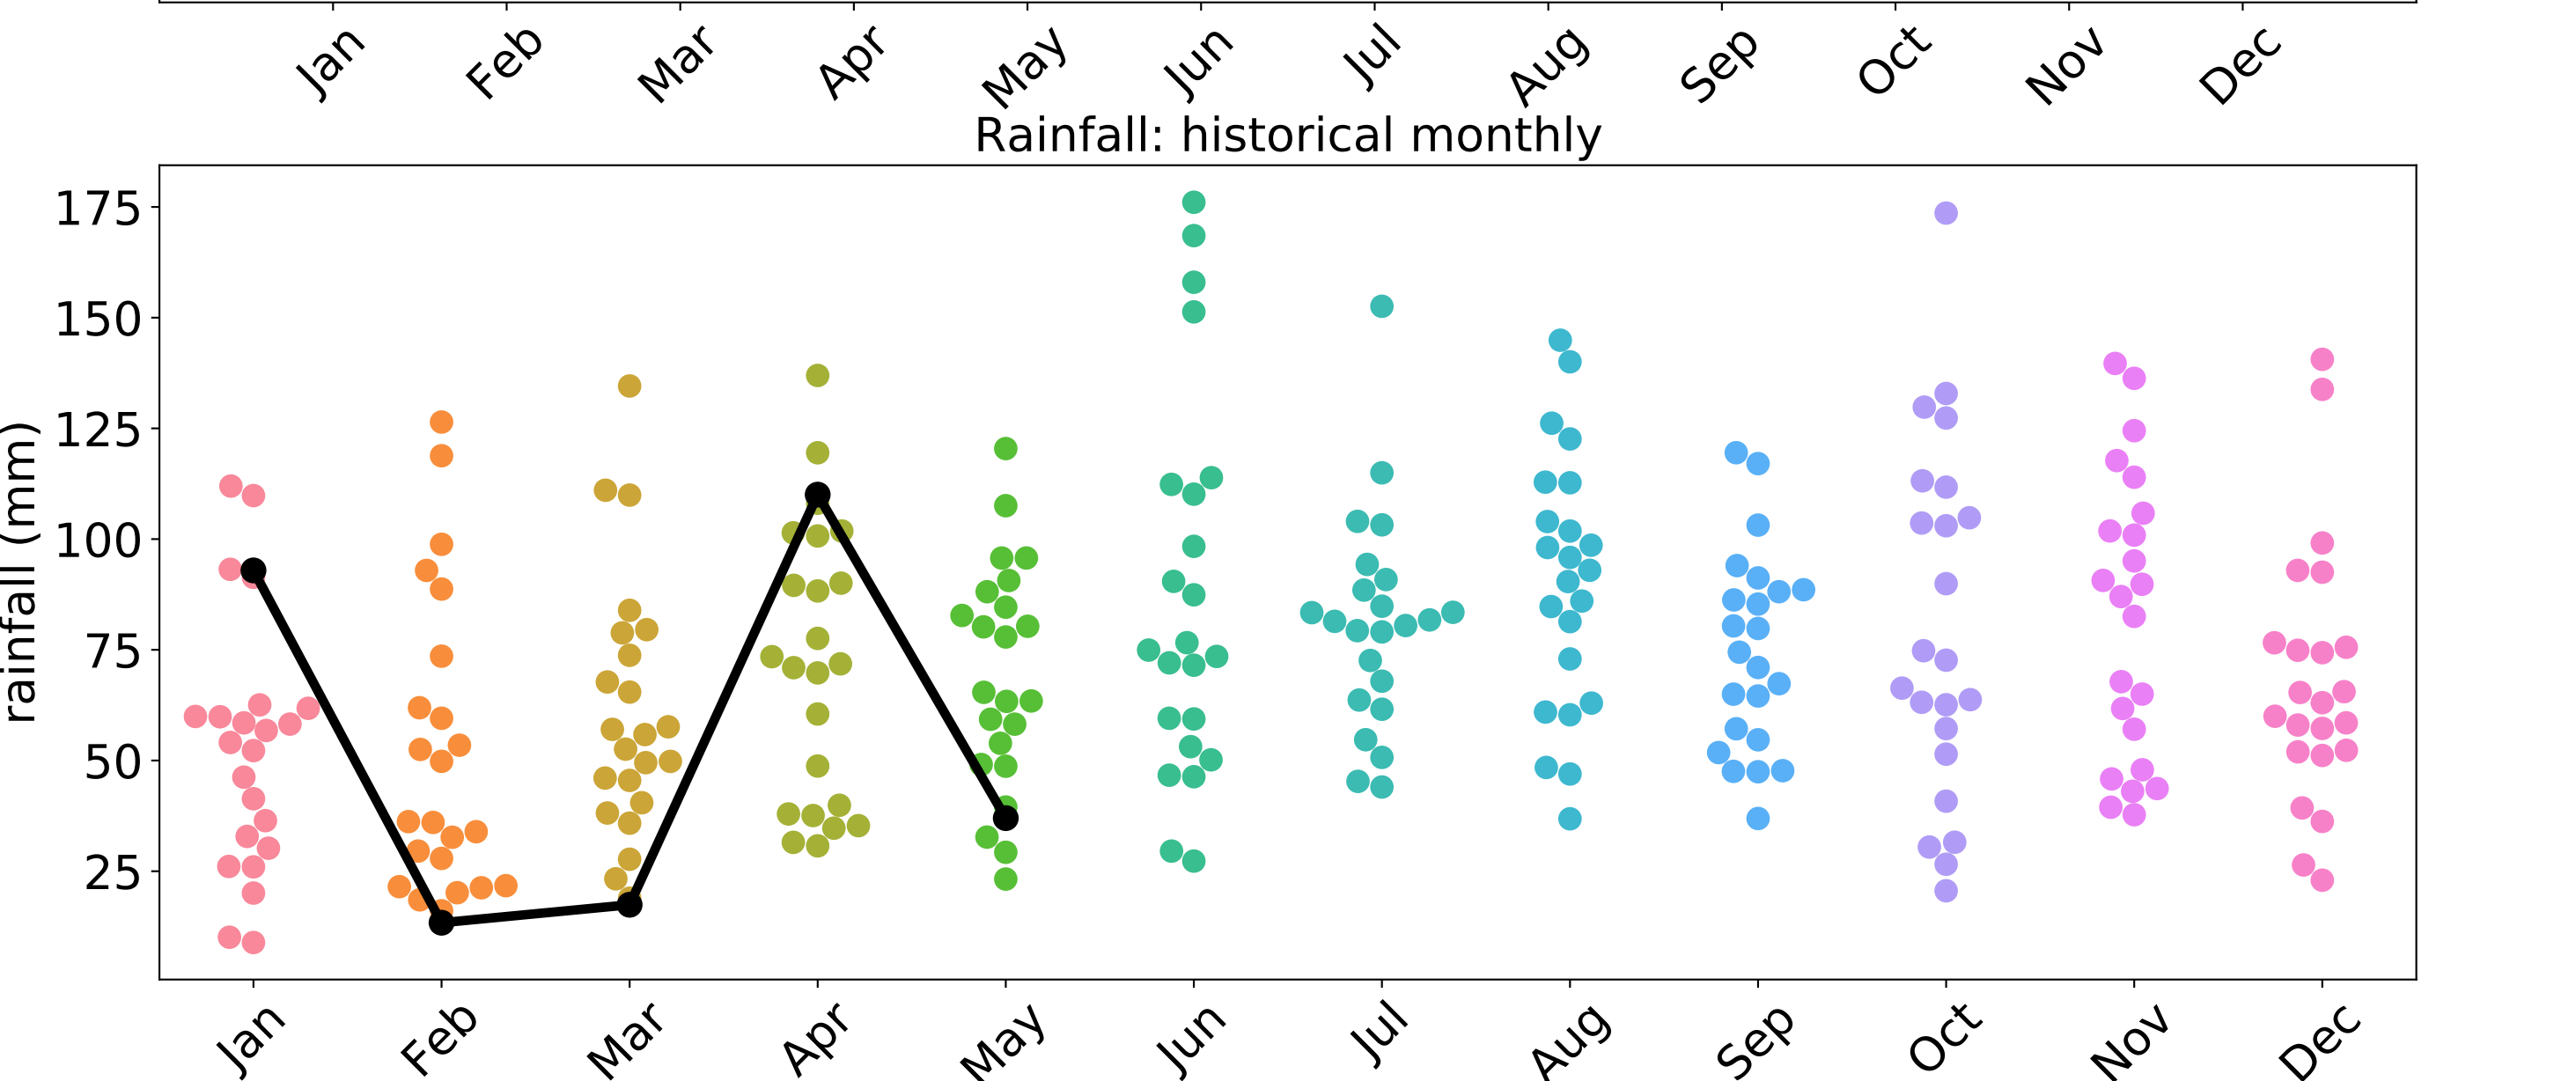 Jan Feb Mar Apr May Jun Jul Aug Sep Oct Nov Dec
Rainfall: historical monthly
175
150
125
100
75
50
25
rainfall (mm)
Jan Feb Mar Apr May Jun Jul Aug Sep Oct Nov Dec